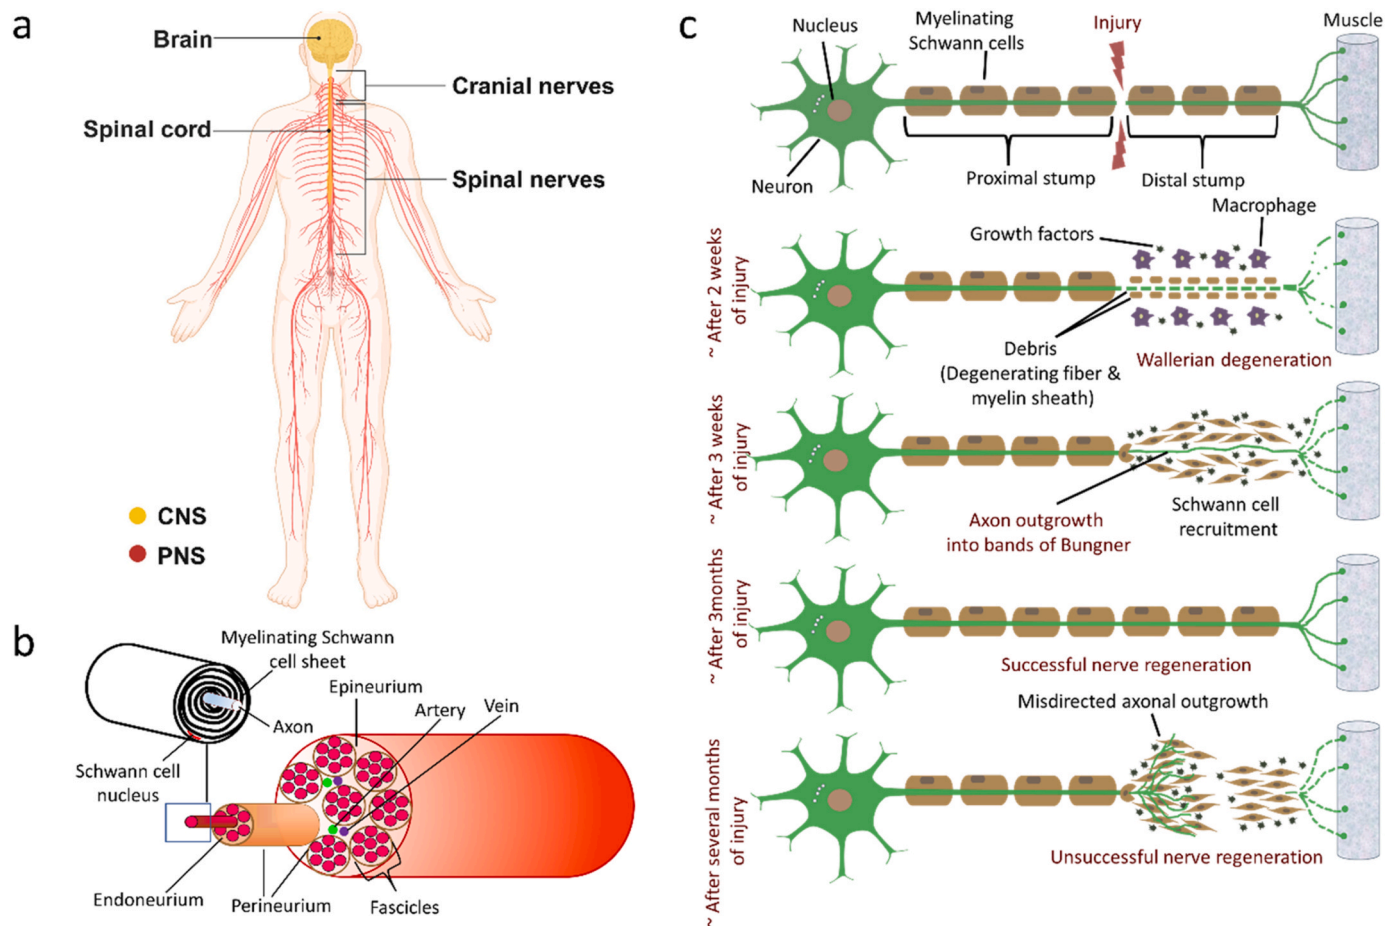 a
Brain
Cranial nerves
Spinal cord
Spinal nerves
CNS
PNS
b
Myelinating Schwann
cell sheet
Epineurium
Artery
Vein
Axon
Schwann cell
nucleus
Endoneurium
Perineurium
Fascicles
c
Nucleus
Myelinating
Schwann cells
Injury
Muscle
Neuron
Proximal stump
Distal stump
~ After 2 weeks
of injury
Growth factors
Macrophage
Debris
(Degenerating fiber &
myelin sheath)
Wallerian degeneration
~ After 3 weeks
of injury
Axon outgrowth
into bands of Bungner
Schwann cell
recruitment
~ After 3months
of injury
Successful nerve regeneration
~ After several months
of injury
Misdirected axonal outgrowth
Unsuccessful nerve regeneration